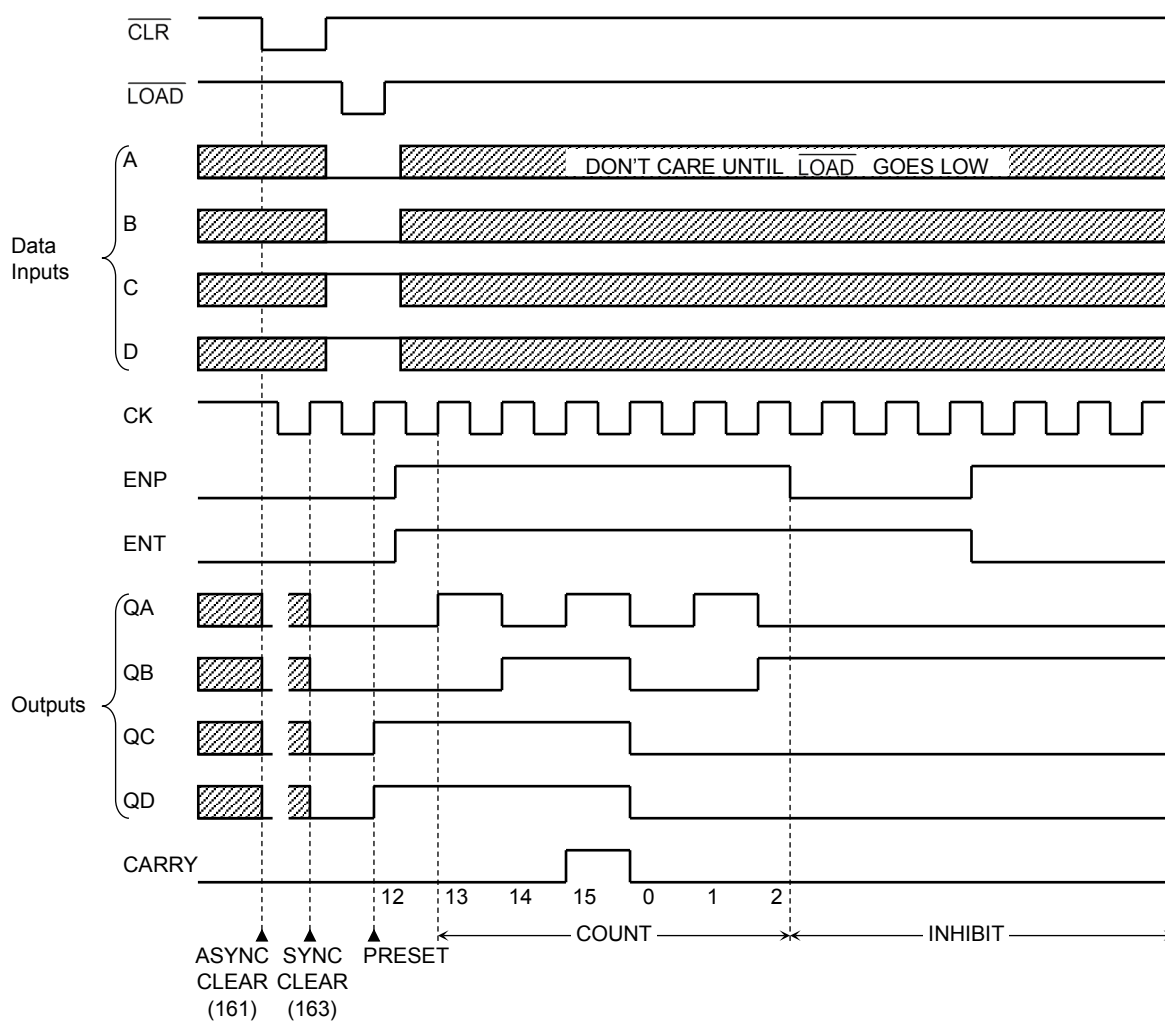 CLR
LOAD
A
DON'T CARE UNTIL LOAD GOES LOW
B
Data
Inputs
C
D
CK
ENP
ENT
QA
QB
Outputs
QC
QD
CARRY
12 13 14 15 0 1 2
COUNT
INHIBIT
ASYNC
CLEAR
(161)
SYNC
CLEAR
(163)
PRESET